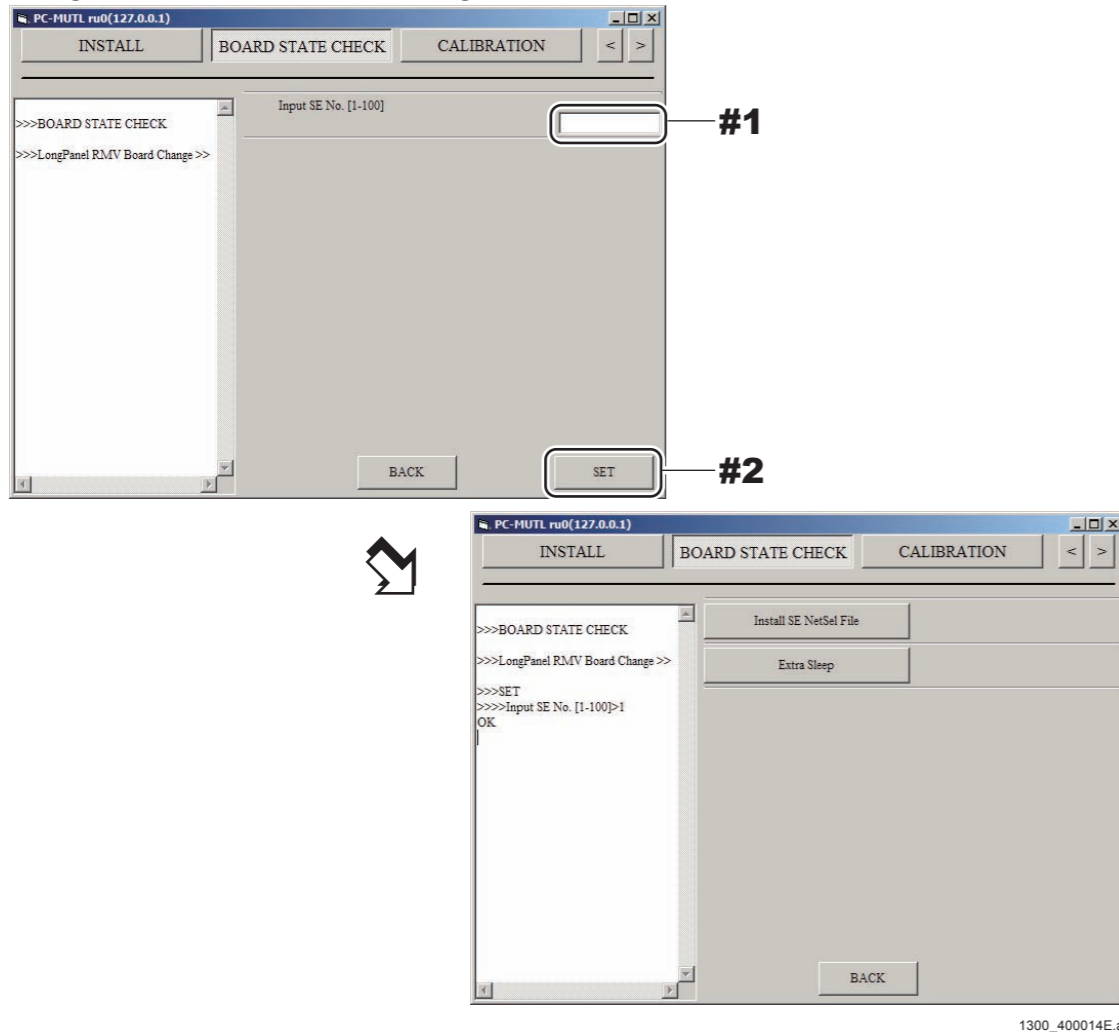 PC-MUTL ru0(127.0.0.1)
INSTALL
BOARD STATE CHECK
CALIBRATION
<
>
>>>BOARD STATE CHECK
>>>LongPanel RMV Board Change >>
Input SE No. [1-100]
#1
BACK
SET
#2
PC-MUTL ru0(127.0.0.1)
INSTALL
BOARD STATE CHECK
CALIBRATION
<
>
>>>BOARD STATE CHECK
>>>LongPanel RMV Board Change >>
>>>SET
>>>>Input SE No. [1-100]>1
OK
Install SE NetSel File
Extra Sleep
BACK